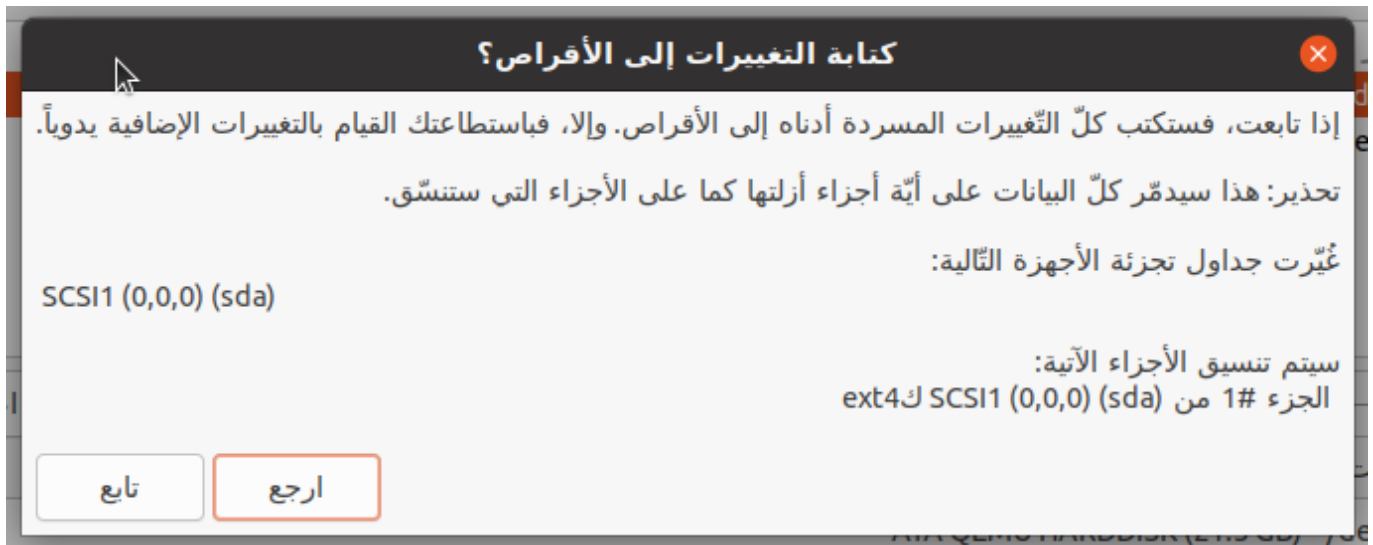 كتابة التغييرات إلى الأقراص؟
إذا تابعت، فستكتب كلّ التّغييرات المسردة أدناه إلى الأقراص. وإلا، فباستطاعتك القيام بالتغييرات الإضافية يدوياً.
تحذير: هذا سيدمّر كلّ البيانات على أيّة أجزاء أزلتها كما على الأجزاء التي ستنسّق.
غُيّرت جداول تجزئة الأجهزة التّالية:
SCSI1 (0,0,0) (sda)
سيتم تنسيق الأجزاء الآتية:
الجزء #1 من SCSI1 (0,0,0) (sda) كext4
ارجع
تابع